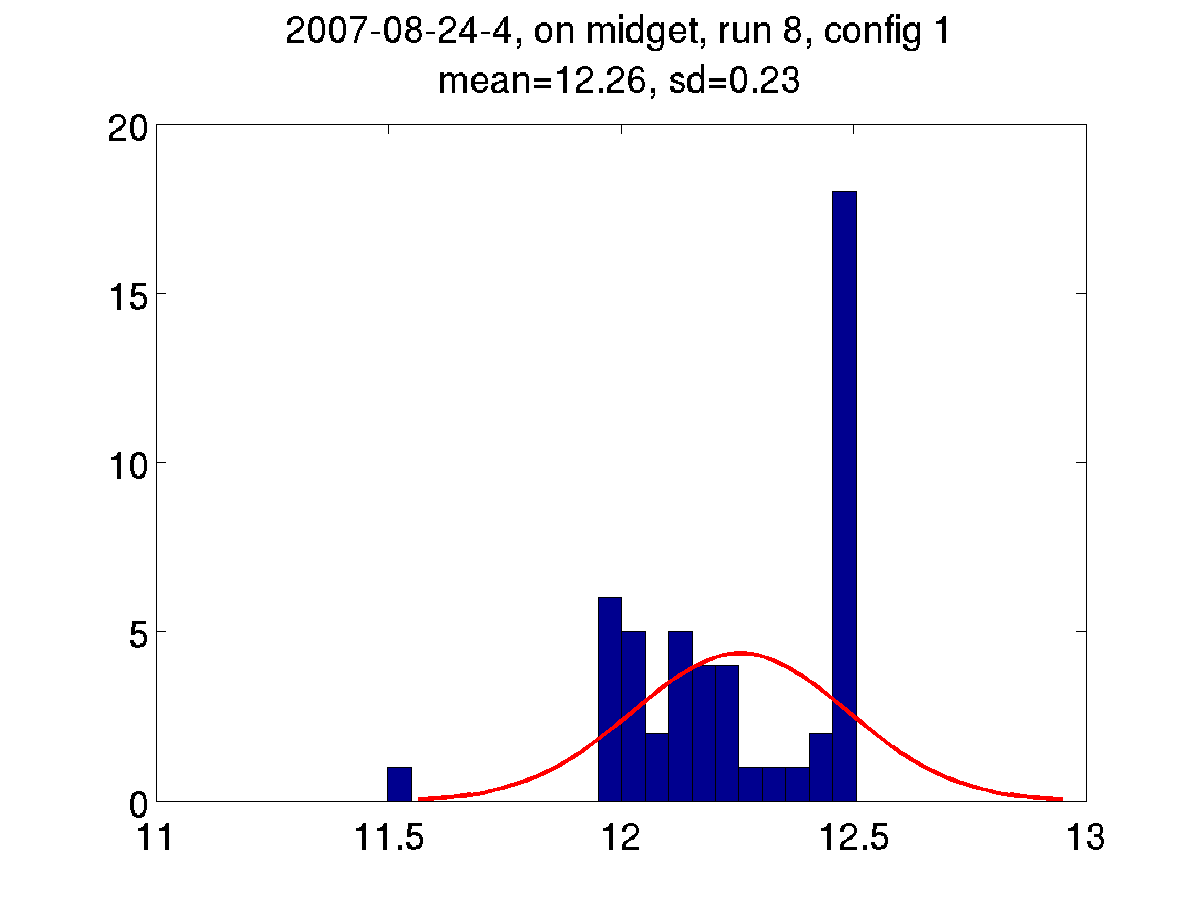 2007-08-24-4, on midget, run 8, config 1
mean=12.26, sd=0.23
20
15
10
5
0
11 11.5 12 12.5 13